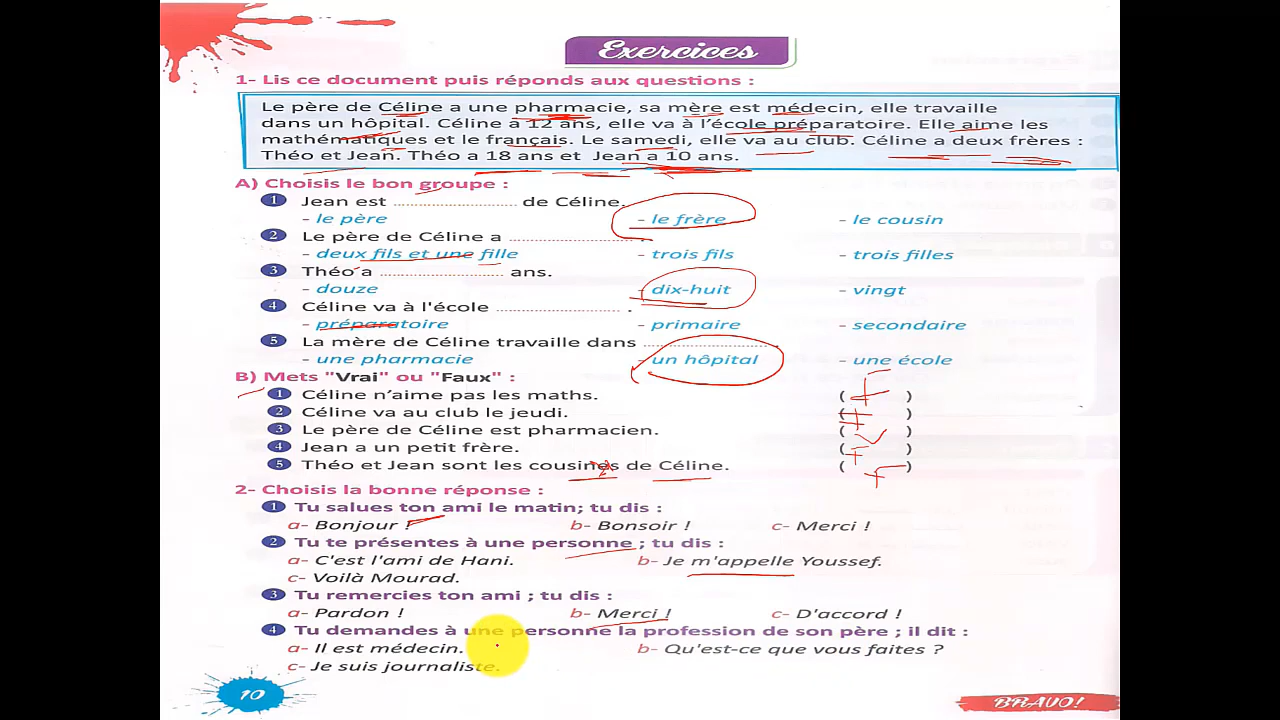 Exercices
1- Lis ce document puis réponds aux questions :
Le père de Céline a une pharmacie, sa mère est médecin, elle travaille
dans un hôpital. Céline a 12 ans, elle va à l'école préparatoire. Elle aime les
mathématiques et le français. Le samedi, elle va au club. Céline a deux frères :
Théo et Jean. Théo a 18 ans et Jean a 10 ans.
A) Choisis le bon groupe :
1 Jean est .......................... de Céline.
- le père - le frère - le cousin
2 Le père de Céline a ..........................
- deux fils et une fille - trois fils - trois filles
3 Théo a .......................... ans.
- douze - dix-huit - vingt
4 Céline va à l'école .......................... .
- préparatoire - primaire - secondaire
5 La mère de Céline travaille dans ..........................
- une pharmacie - un hôpital - une école
B) Mets "Vrai" ou "Faux" :
1 Céline n'aime pas les maths. ( F )
2 Céline va au club le jeudi. ( F )
3 Le père de Céline est pharmacien. ( V )
4 Jean a un petit frère. ( F )
5 Théo et Jean sont les cousines de Céline. ( F )
2- Choisis la bonne réponse :
1 Tu salues ton ami le matin; tu dis :
a- Bonjour ! b- Bonsoir ! c- Merci !
2 Tu te présentes à une personne ; tu dis :
a- C'est l'ami de Hani. b- Je m'appelle Youssef.
c- Voilà Mourad.
3 Tu remercies ton ami ; tu dis :
a- Pardon ! b- Merci ! c- D'accord !
4 Tu demandes à une personne la profession de son père ; il dit :
a- Il est médecin. b- Qu'est-ce que vous faites ?
c- Je suis journaliste.
10
BRAVO!